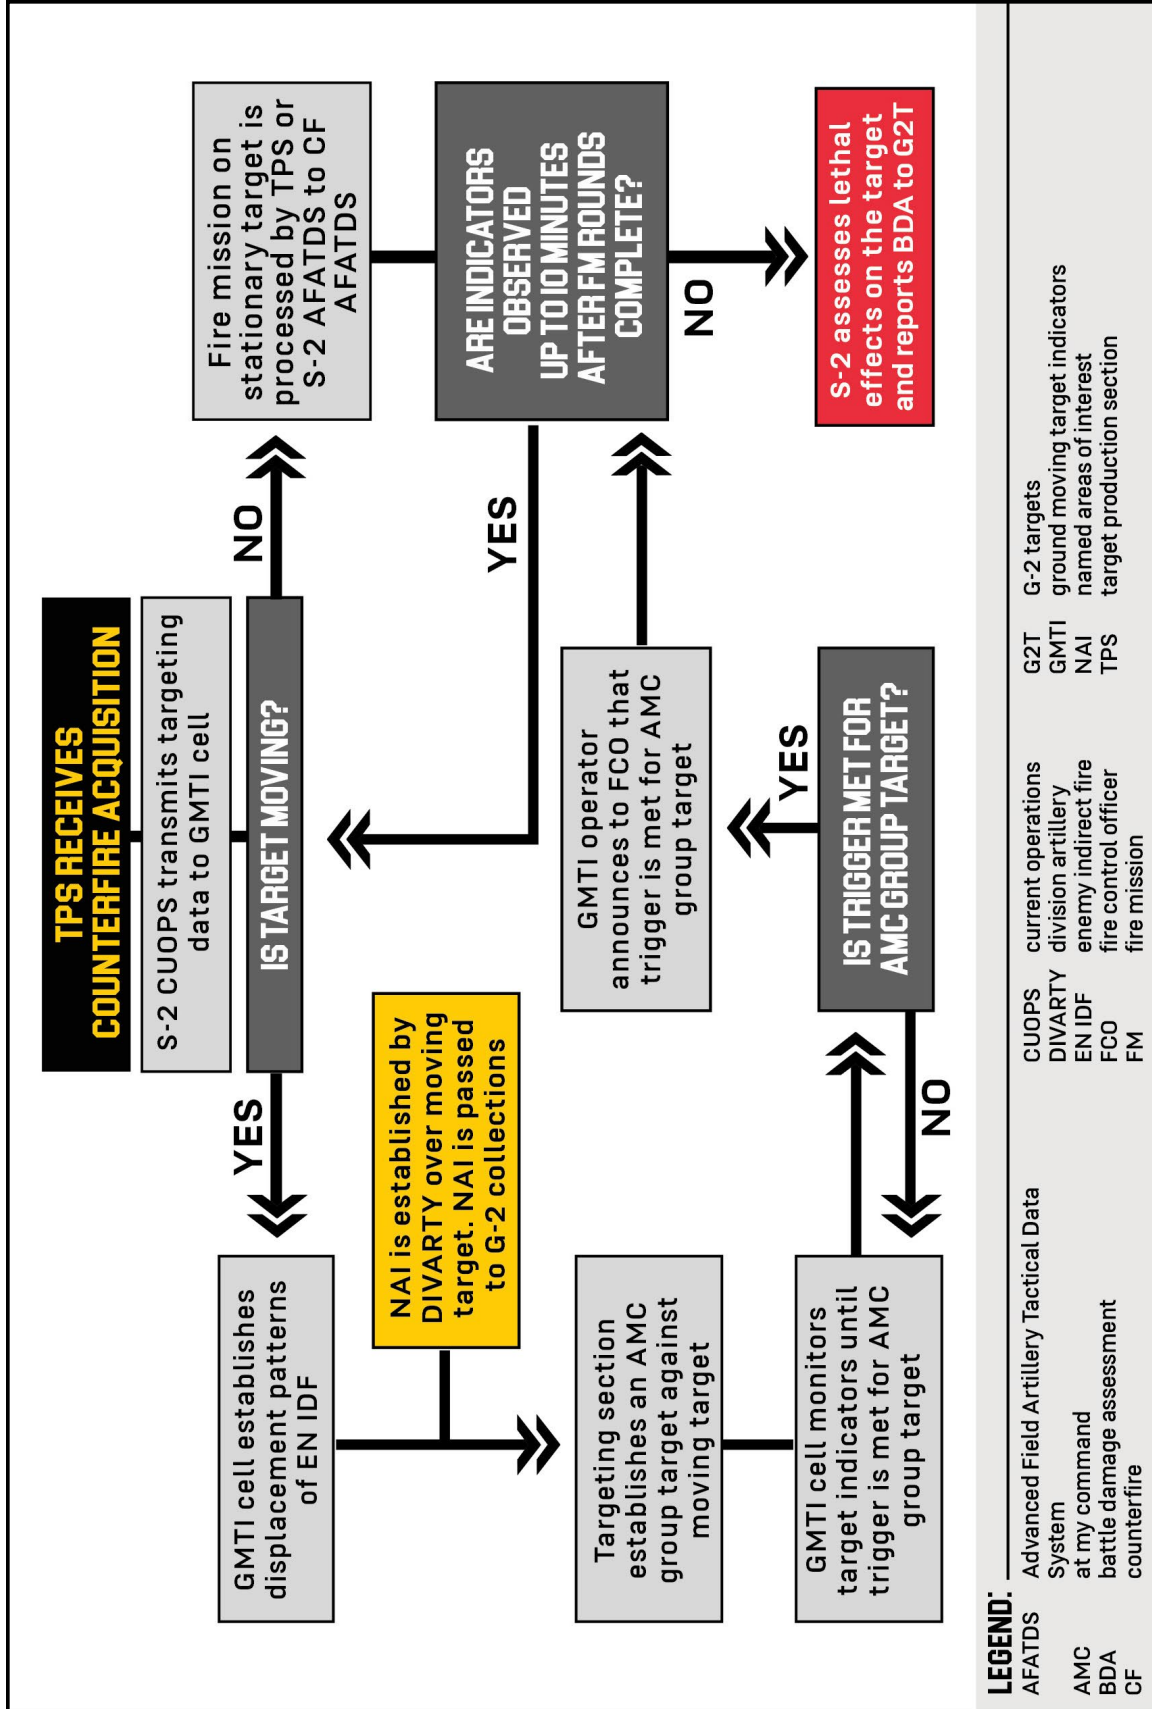 TPS RECEIVES
COUNTERFIRE ACQUISITION
S-2 CUOPS transmits targeting
data to GMTI cell
IS TARGET MOVING?
YES
NO
GMTI cell establishes
displacement patterns
of EN IDF
Fire mission on
stationary target is
processed by TPS or
S-2 AFATDS to CF
AFATDS
NAI is established by
DIVARTY over moving
target. NAI is passed
to G-2 collections
YES
ARE INDICATORS
OBSERVED
UP TO 10 MINUTES
AFTER FM ROUNDS
COMPLETE?
Targeting section
establishes an AMC
group target against
moving target
GMTI operator
announces to FCO that
trigger is met for AMC
group target
NO
YES
GMTI cell monitors
target indicators until
trigger is met for AMC
group target
IS TRIGGER MET FOR
AMC GROUP TARGET?
NO
S-2 assesses lethal
effects on the target
and reports BDA to G2T
LEGEND:
AFATDS Advanced Field Artillery Tactical Data
System
AMC at my command
BDA battle damage assessment
CF counterfire
CUOPS current operations
DIVARTY division artillery
EN IDF enemy indirect fire
FCO fire control officer
FM fire mission
G2T G-2 targets
GMTI ground moving target indicators
NAI named areas of interest
TPS target production section